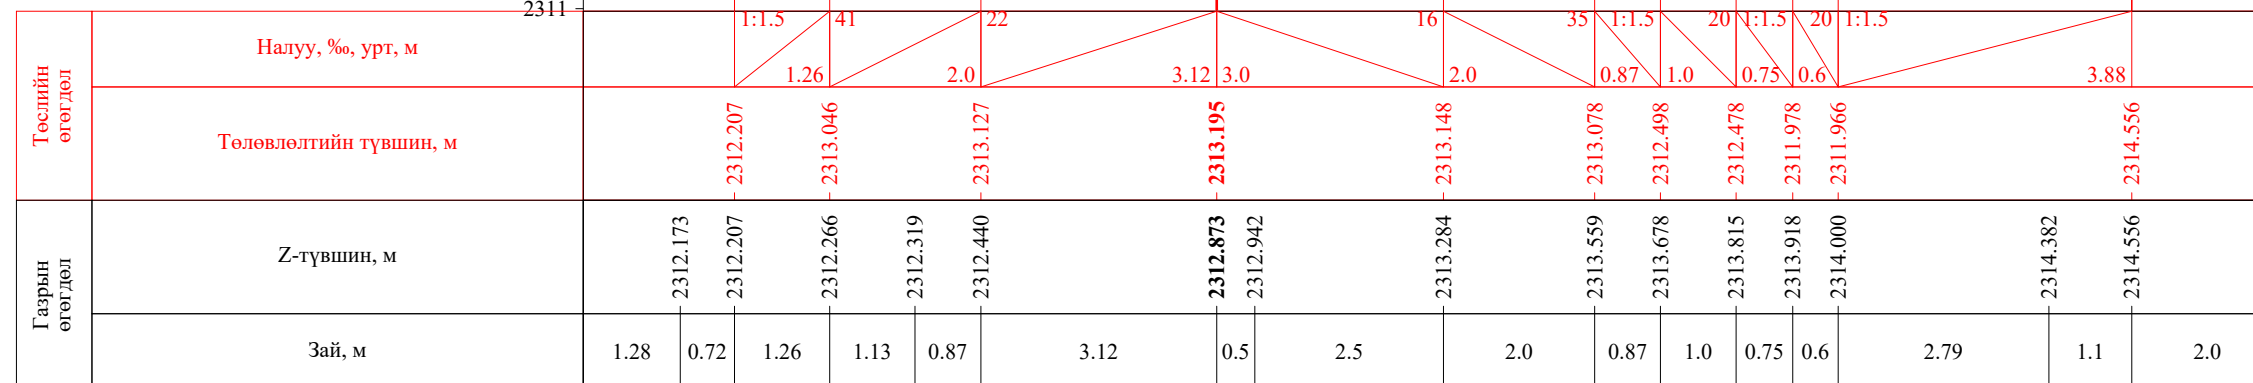 2311
1:1.5 41 22 16 35 1:1.5 20 1:1.5 20 1:1.5
Төслийн
өгөгдөл
Налуу, ‰, урт, м
1.26 2.0 3.12 3.0 2.0 0.87 1.0 0.75 0.6 3.88
Төлөвлөлтийн түвшин, м
2312.207 2313.046 2313.127 2313.195 2313.148 2313.078 2312.498 2312.478 2311.978 2311.966 2314.556
Газрын
өгөгдөл
Z-түвшин, м
2312.173 2312.207 2312.266 2312.319 2312.440 2312.873 2312.942 2313.284 2313.559 2313.678 2313.815 2313.918 2314.000 2314.382 2314.556
Зай, м
1.28 0.72 1.26 1.13 0.87 3.12 0.5 2.5 2.0 0.87 1.0 0.75 0.6 2.79 1.1 2.0